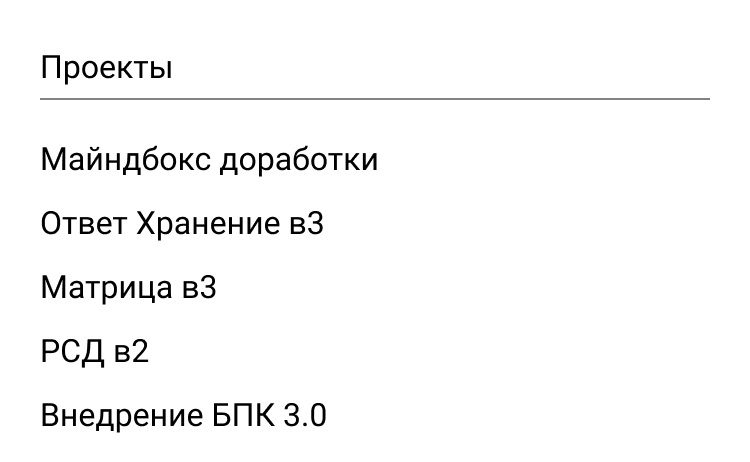 Проекты
Майндбокс доработки
Ответ Хранение в3
Матрица в3
РСД в2
Внедрение БПК 3.0